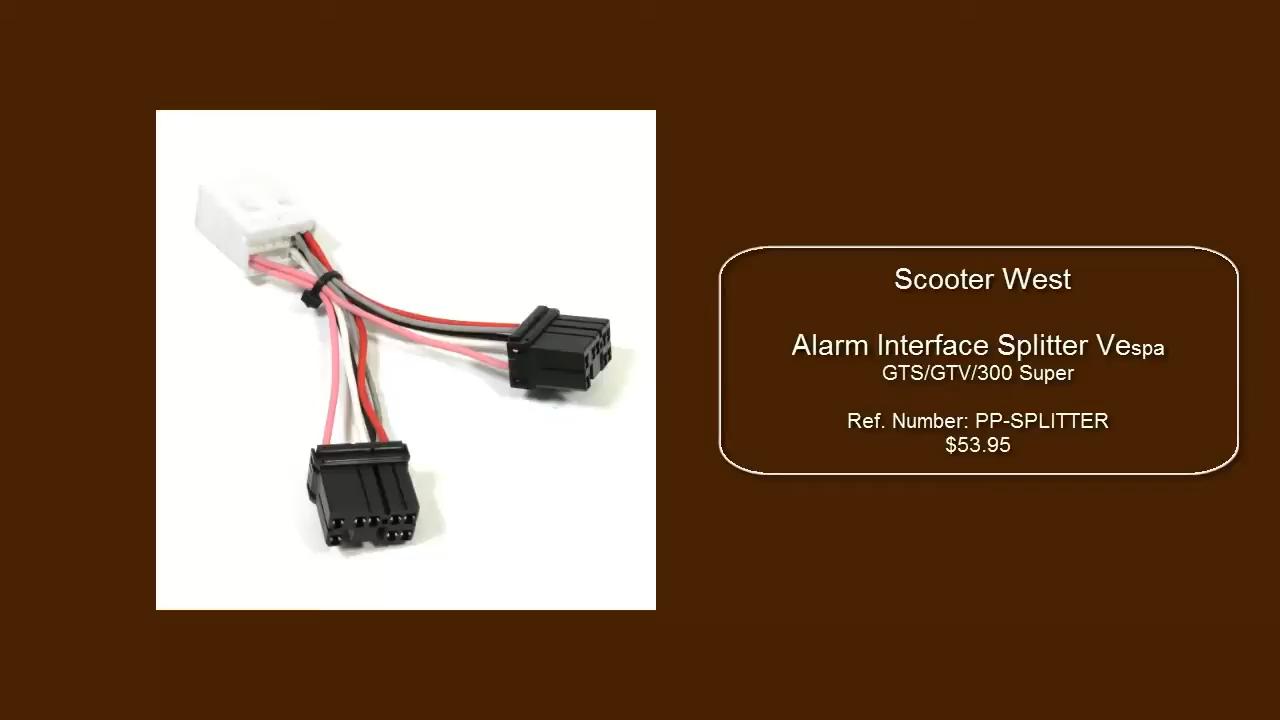 Scooter West
Alarm Interface Splitter Vespa
GTS/GTV/300 Super
Ref. Number: PP-SPLITTER
$53.95